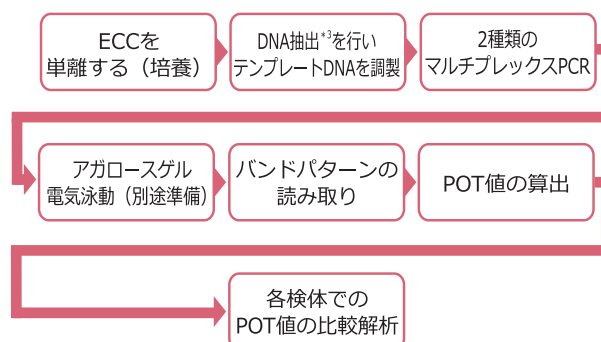 ECCを
単離する（培養）
DNA抽出*3を行い
テンプレートDNAを調製
2種類の
マルチプレックスPCR
アガロースゲル
電気泳動（別途準備）
バンドパターンの
読み取り
POT値の算出
各検体での
POT値の比較解析